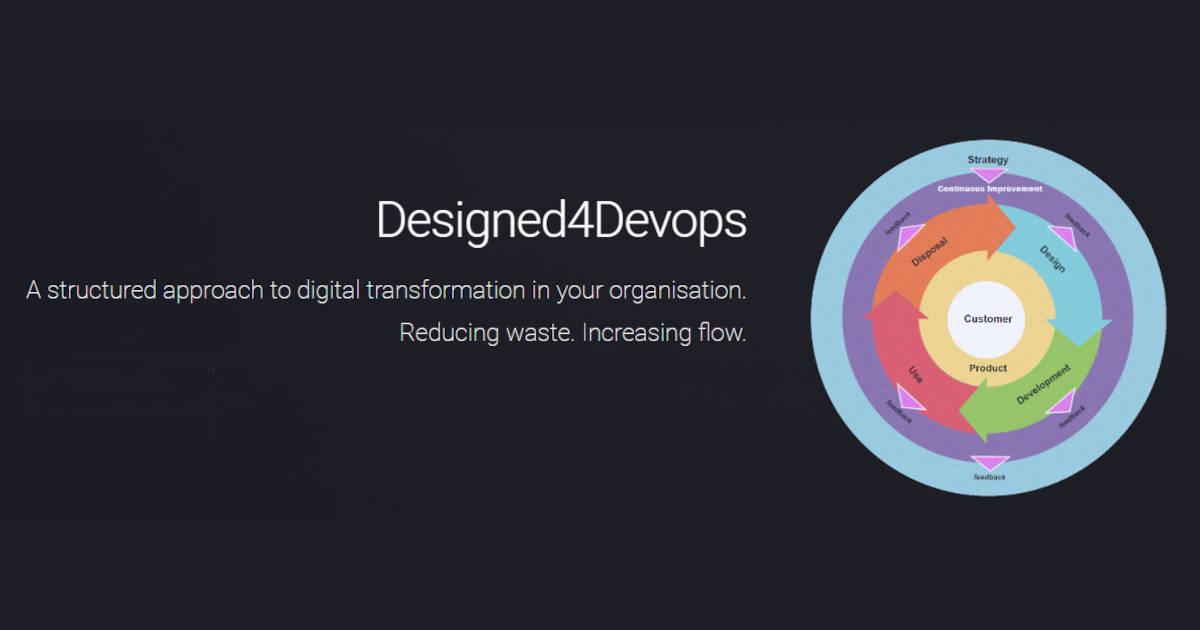 Designed4Devops
A structured approach to digital transformation in your organisation.
Reducing waste. Increasing flow.
Strategy
Continuous Improvement
feedback
feedback
Disposal
Design
Customer
Product
Use
Development
feedback
feedback
feedback